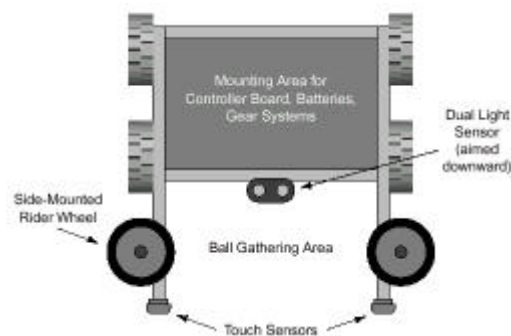 Mounting Area for
Controller Board, Batteries,
Gear Systems
Dual Light
Sensor
(aimed
downward)
Side-Mounted
Rider Wheel
Ball Gathering Area
Touch Sensors